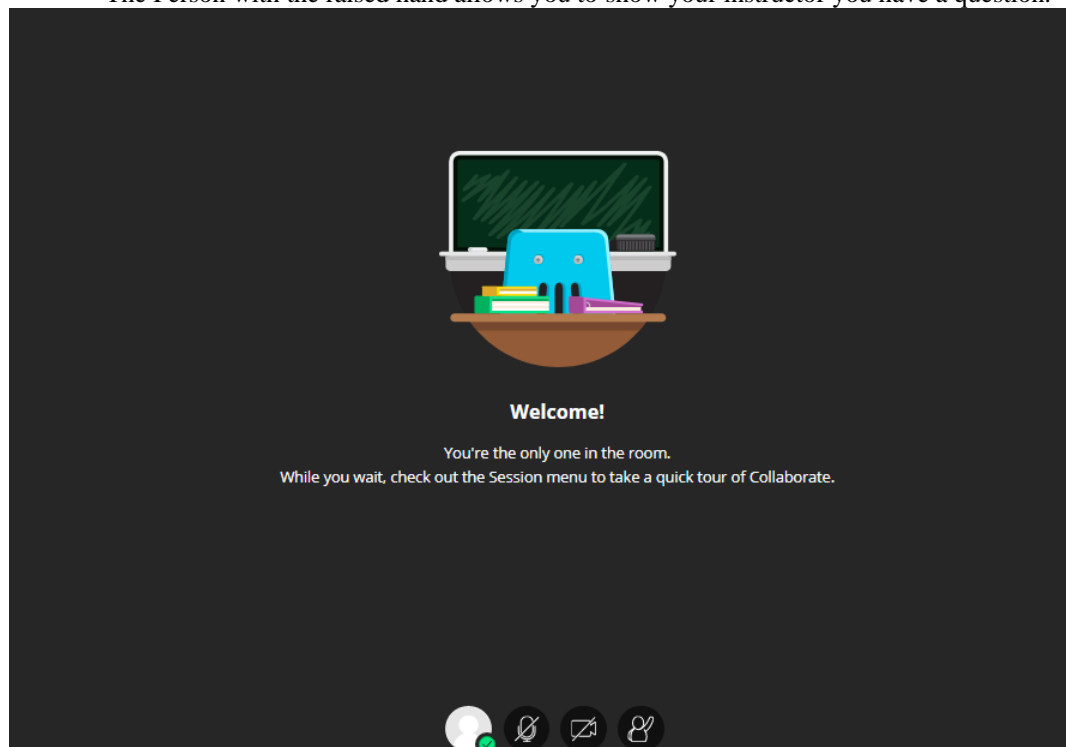 The Person with the raised hand allows you to show your instructor you have a question.
Welcome!
You're the only one in the room.
While you wait, check out the Session menu to take a quick tour of Collaborate.